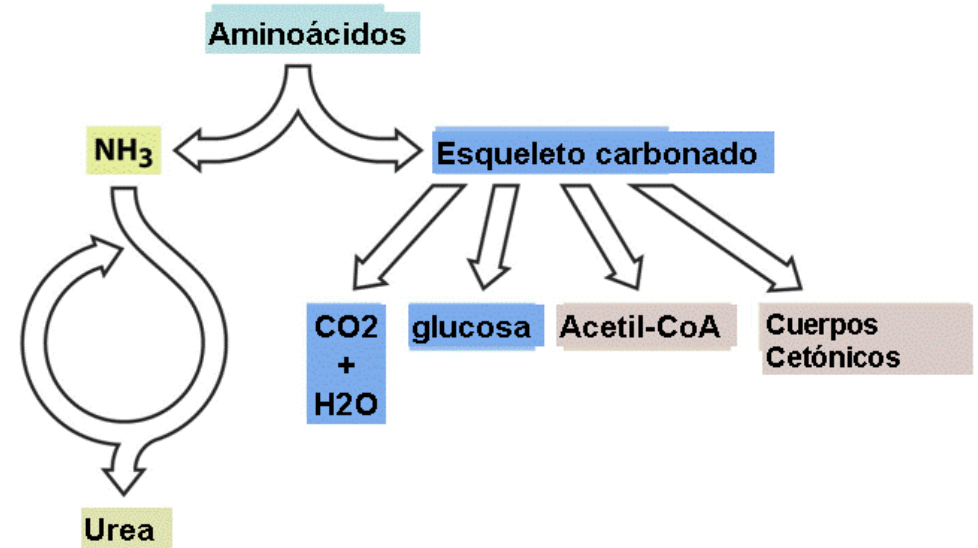 Aminoácidos
NH3
Esqueleto carbonado
CO2
+
H2O
glucosa
Acetil-CoA
Cuerpos
Cetónicos
Urea